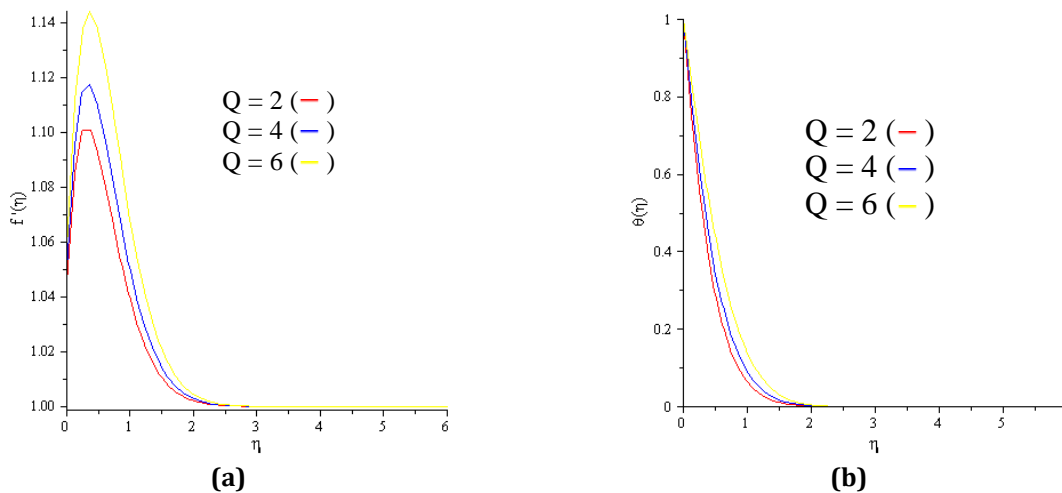 1.14
1.12
1.10
1.08
1.06
1.04
1.02
1.00
f '(η)
Q = 2 ( — )
Q = 4 ( — )
Q = 6 ( — )
0 1 2 3 4 5 6
η
(a)
1
0.8
0.6
0.4
0.2
0
θ(η)
Q = 2 ( — )
Q = 4 ( — )
Q = 6 ( — )
0 1 2 3 4 5
η
(b)